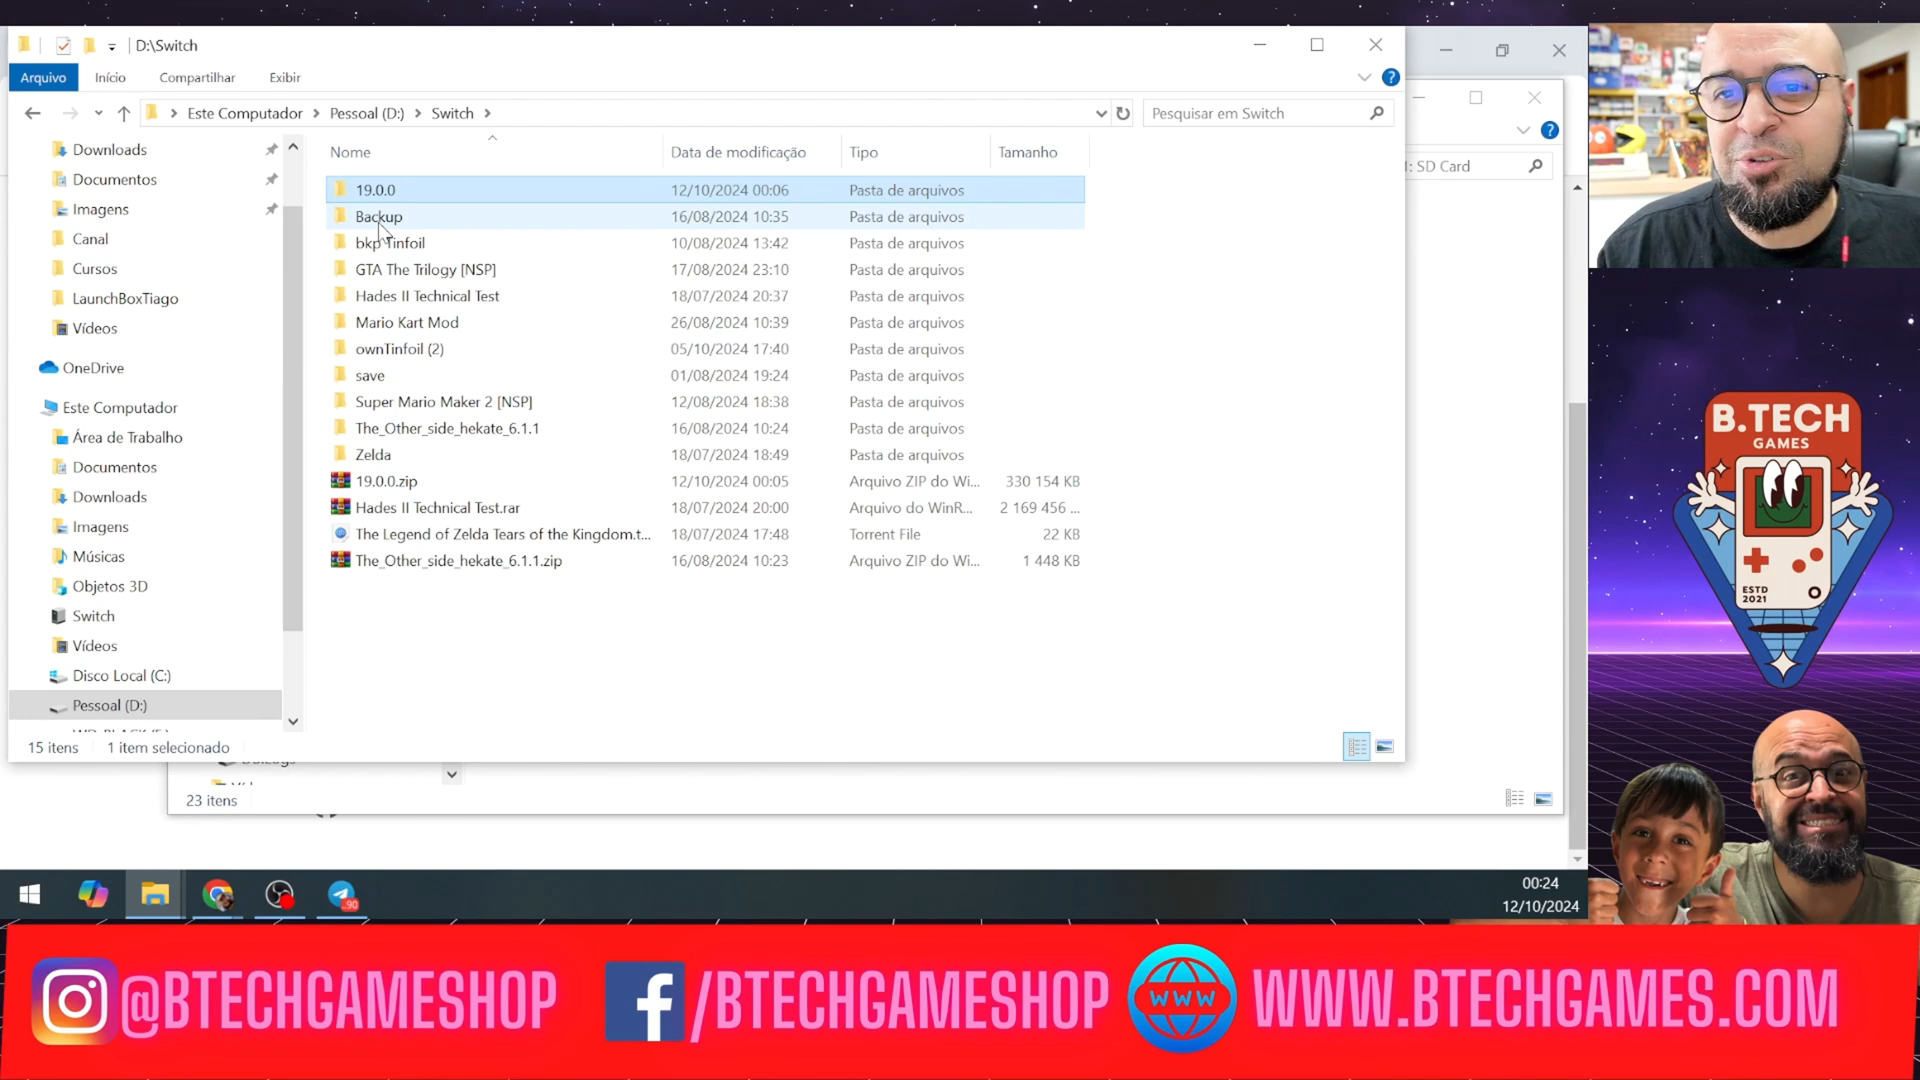 D:\Switch
Arquivo Início Compartilhar Exibir
Este Computador Pessoal (D:) Switch
Pesquisar em Switch
1: SD Card
Downloads
Documentos
Imagens
Canal
Cursos
LaunchBoxTiago
Vídeos
OneDrive
Este Computador
Área de Trabalho
Documentos
Downloads
Imagens
Músicas
Objetos 3D
Switch
Vídeos
Disco Local (C:)
Pessoal (D:)
Nome Data de modificação Tipo Tamanho
19.0.0 12/10/2024 00:06 Pasta de arquivos
Backup 16/08/2024 10:35 Pasta de arquivos
bkp Tinfoil 10/08/2024 13:42 Pasta de arquivos
GTA The Trilogy [NSP] 17/08/2024 23:10 Pasta de arquivos
Hades II Technical Test 18/07/2024 20:37 Pasta de arquivos
Mario Kart Mod 26/08/2024 10:39 Pasta de arquivos
ownTinfoil (2) 05/10/2024 17:40 Pasta de arquivos
save 01/08/2024 19:24 Pasta de arquivos
Super Mario Maker 2 [NSP] 12/08/2024 18:38 Pasta de arquivos
The_Other_side_hekate_6.1.1 16/08/2024 10:24 Pasta de arquivos
Zelda 18/07/2024 18:49 Pasta de arquivos
19.0.0.zip 12/10/2024 00:05 Arquivo ZIP do Wi... 330 154 KB
Hades II Technical Test.rar 18/07/2024 20:00 Arquivo do WinR... 2 169 456 ...
The Legend of Zelda Tears of the Kingdom.t... 18/07/2024 17:48 Torrent File 22 KB
The_Other_side_hekate_6.1.1.zip 16/08/2024 10:23 Arquivo ZIP do Wi... 1 448 KB
15 itens 1 item selecionado
23 itens
90
00:24
12/10/2024
B.TECH
GAMES
ESTD
2021
@BTECHGAMESHOP
/BTECHGAMESHOP
WWW
WWW.BTECHGAMES.COM